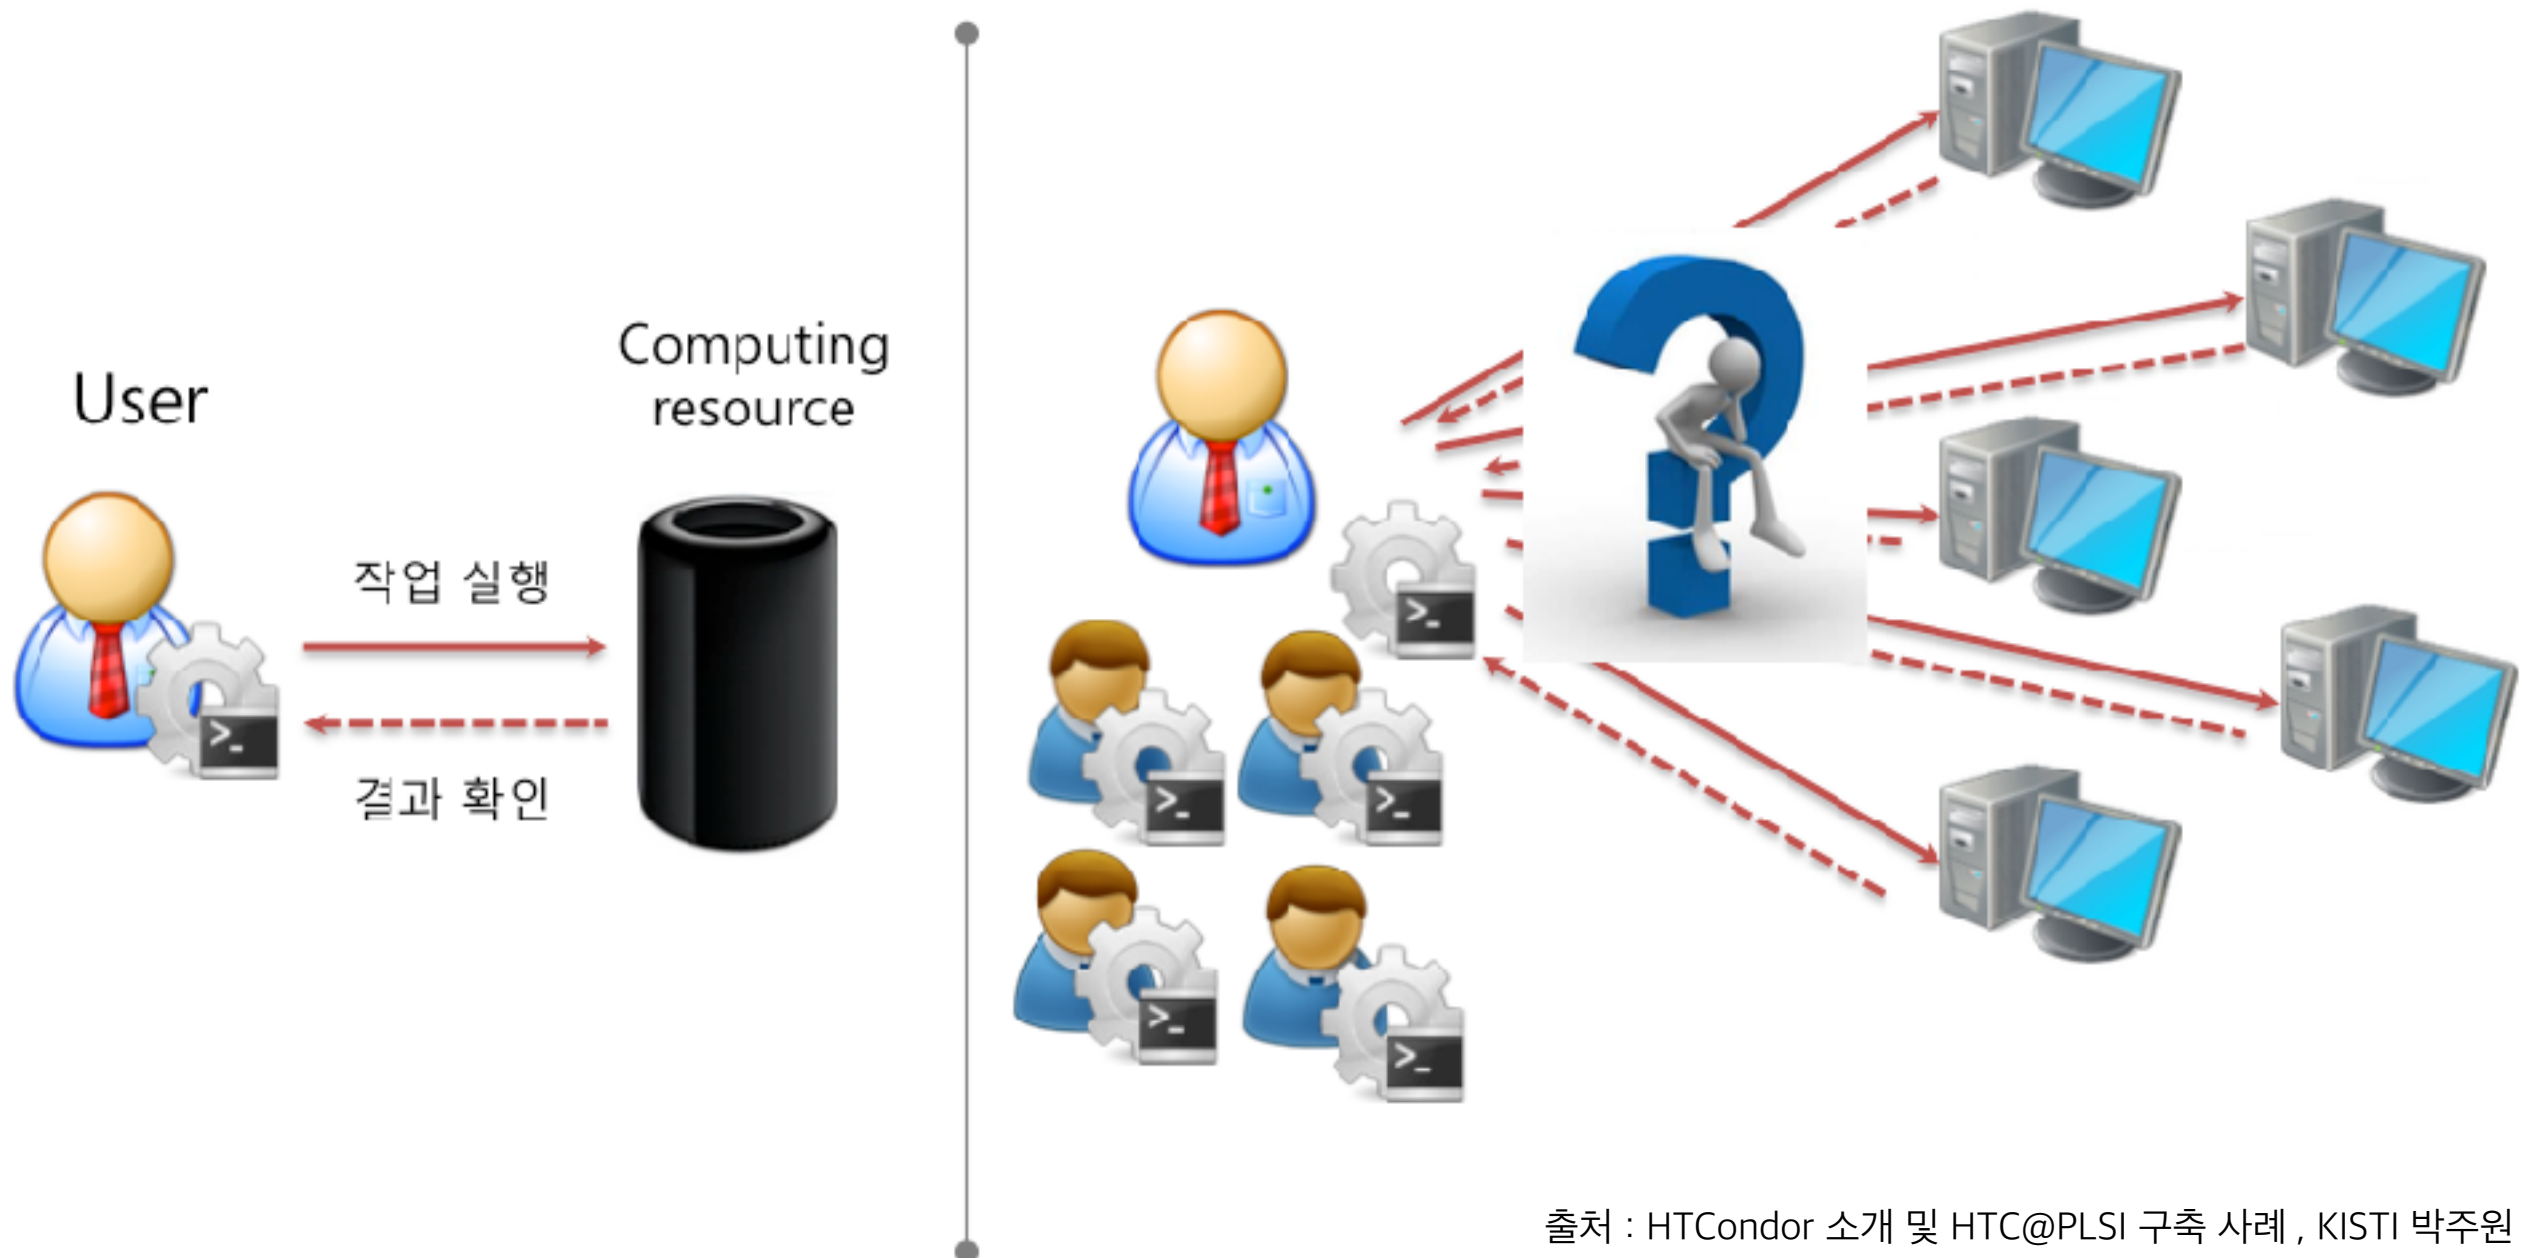 User
Computing
resource
작업 실행
결과 확인
>_
>_
>_
>_
>_
>_
출처 : HTCondor 소개 및 HTC@PLSI 구축 사례 , KISTI 박주원